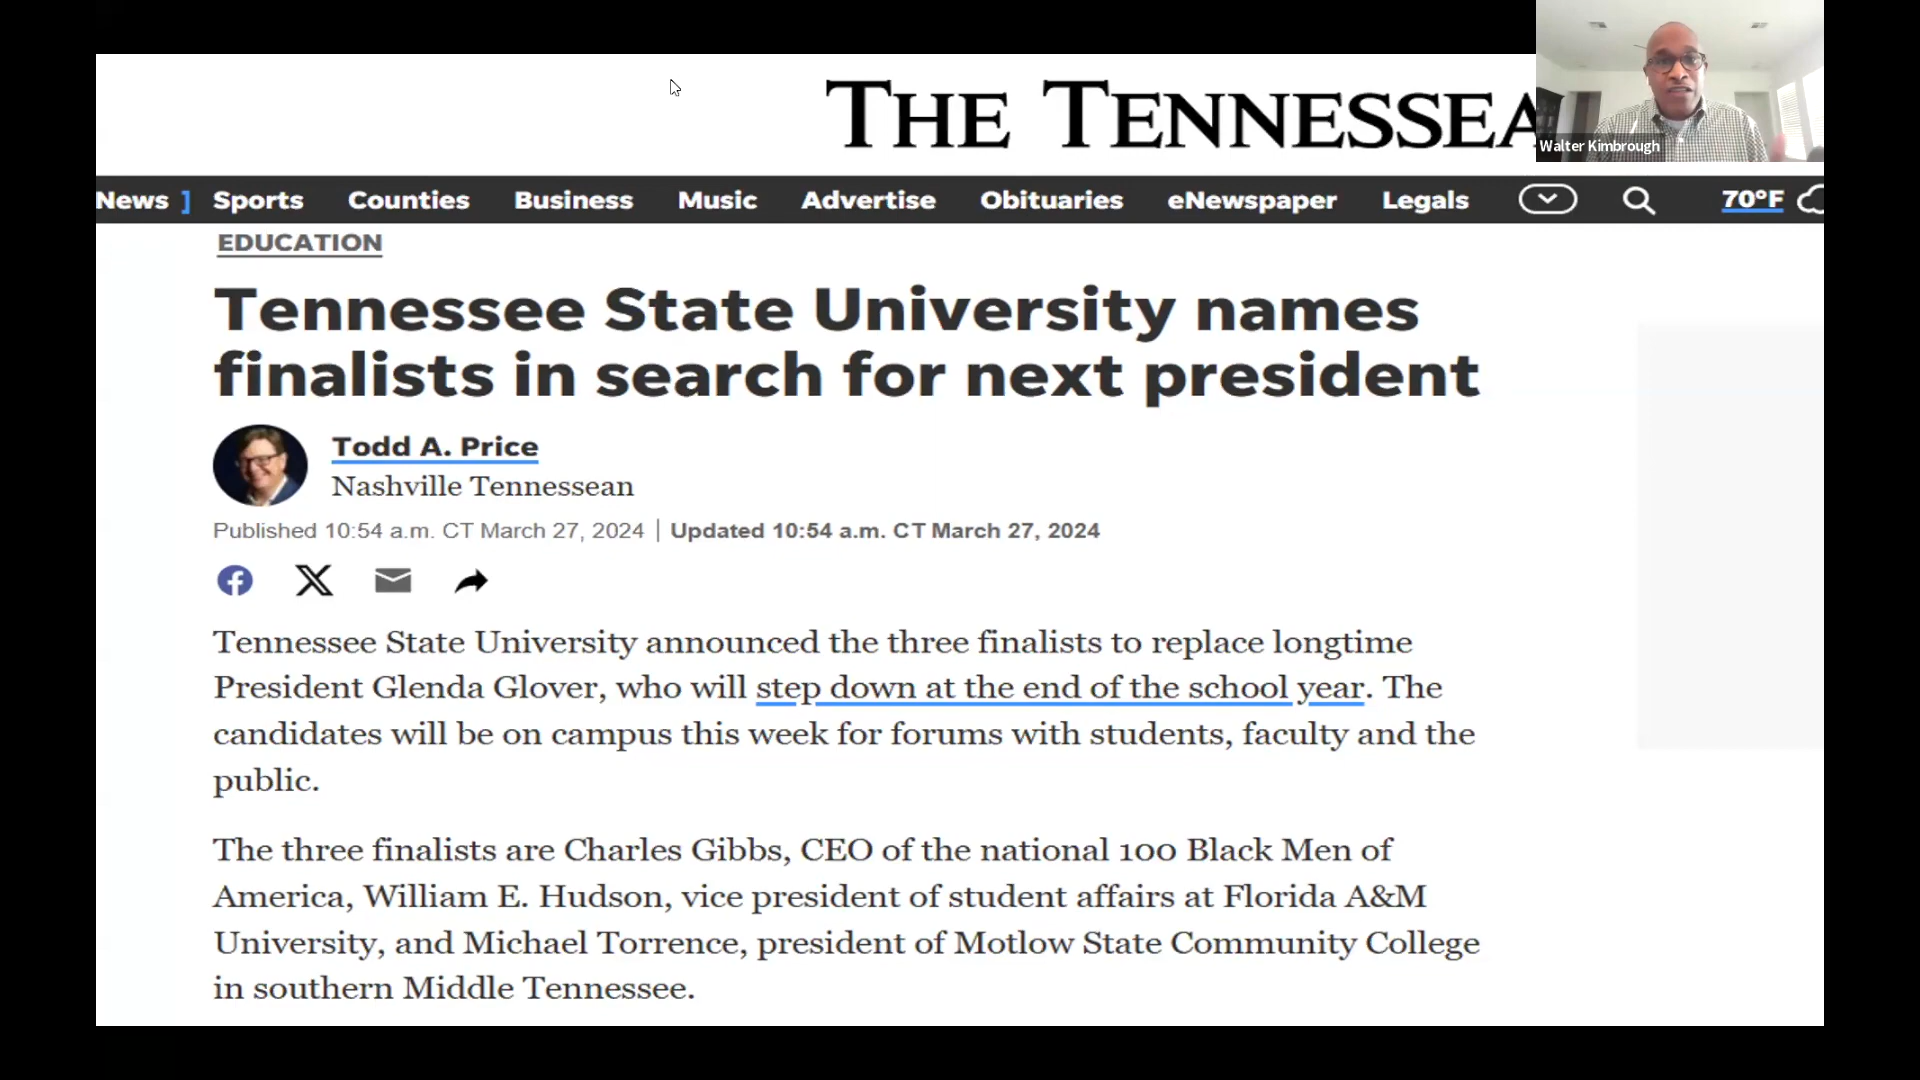 THE TENNESSEA
Walter Kimbrough
News ] Sports Counties Business Music Advertise Obituaries eNewspaper Legals 70°F
EDUCATION
Tennessee State University names
finalists in search for next president
Todd A. Price
Nashville Tennessean
Published 10:54 a.m. CT March 27, 2024 | Updated 10:54 a.m. CT March 27, 2024
Tennessee State University announced the three finalists to replace longtime
President Glenda Glover, who will step down at the end of the school year. The
candidates will be on campus this week for forums with students, faculty and the
public.
The three finalists are Charles Gibbs, CEO of the national 100 Black Men of
America, William E. Hudson, vice president of student affairs at Florida A&M
University, and Michael Torrence, president of Motlow State Community College
in southern Middle Tennessee.